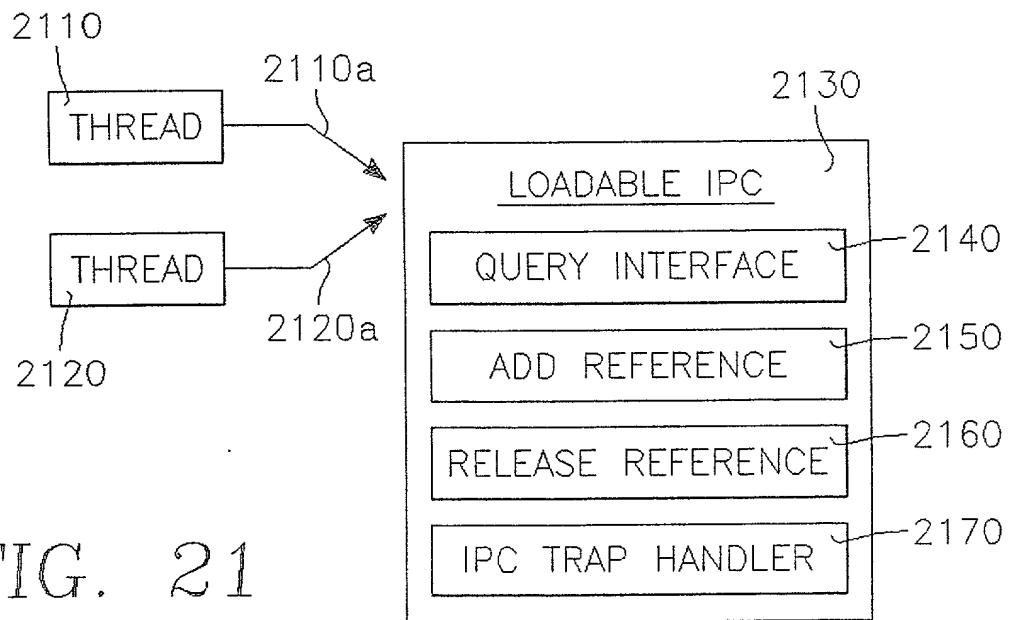 2110
2110a
THREAD
2130
LOADABLE IPC
2140
QUERY INTERFACE
THREAD
2120a
2120
2150
ADD REFERENCE
2160
RELEASE REFERENCE
2170
IPC TRAP HANDLER
FIG. 21